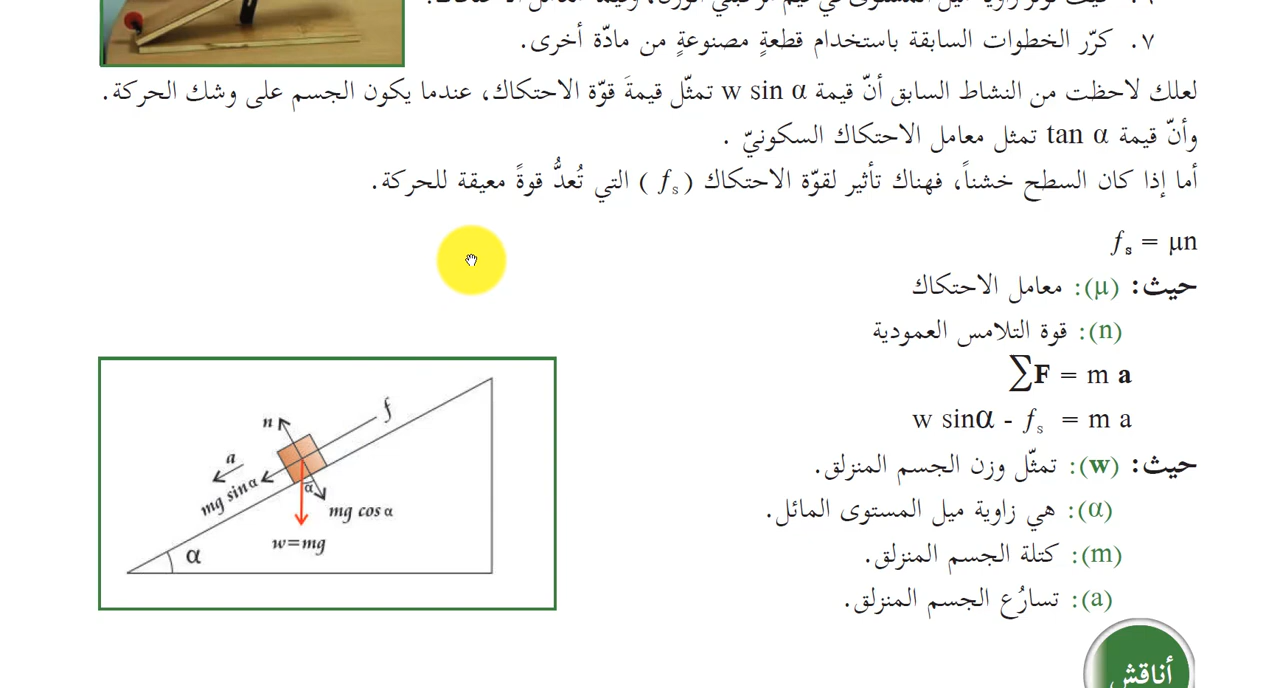 ٧. كرّر الخطوات السابقة باستخدام قطعةٍ مصنوعةٍ من مادّة أخرى.
لعلك لاحظت من النشاط السابق أنّ قيمة w sin α تمثّل قيمةَ قوّة الاحتكاك، عندما يكون الجسم على وشك الحركة.
وأنّ قيمة tan α تمثل معامل الاحتكاك السكونيّ .
أما إذا كان السطح خشناً، فهناك تأثير لقوّة الاحتكاك (fs) التي تُعدُّ قوةً معيقة للحركة.
fs = μn
حيث: (μ): معامل الاحتكاك
(n): قوة التلامس العمودية
∑F = m a
w sinα - fs = m a
حيث: (w): تمثّل وزن الجسم المنزلق.
(α): هي زاوية ميل المستوى المائل.
(m): كتلة الجسم المنزلق.
(a): تسارُع الجسم المنزلق.
f
n
a
mg sinα
α
mg cos α
w=mg
α
أناقش